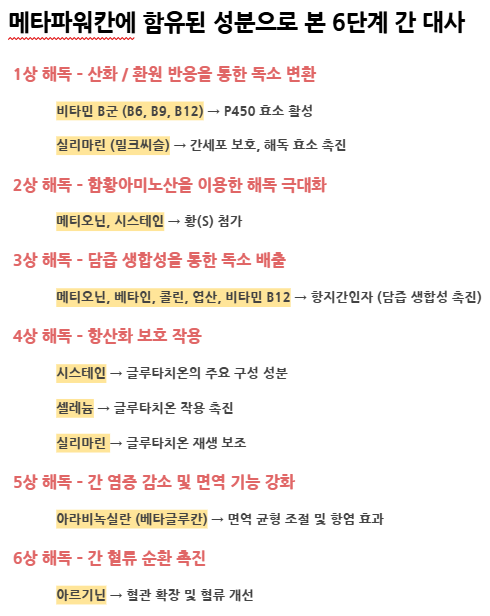 메타파워칸에 함유된 성분으로 본 6단계 간 대사
1상 해독 - 산화 / 환원 반응을 통한 독소 변환
비타민 B군 (B6, B9, B12) → P450 효소 활성
실리마린 (밀크씨슬) → 간세포 보호, 해독 효소 촉진
2상 해독 - 함황아미노산을 이용한 해독 극대화
메티오닌, 시스테인 → 황(S) 첨가
3상 해독 - 담즙 생합성을 통한 독소 배출
메티오닌, 베타인, 콜린, 엽산, 비타민 B12 → 항지간인자 (담즙 생합성 촉진)
4상 해독 - 항산화 보호 작용
시스테인 → 글루타치온의 주요 구성 성분
셀레늄 → 글루타치온 작용 촉진
실리마린 → 글루타치온 재생 보조
5상 해독 - 간 염증 감소 및 면역 기능 강화
아라비녹실란 (베타글루칸) → 면역 균형 조절 및 항염 효과
6상 해독 - 간 혈류 순환 촉진
아르기닌 → 혈관 확장 및 혈류 개선